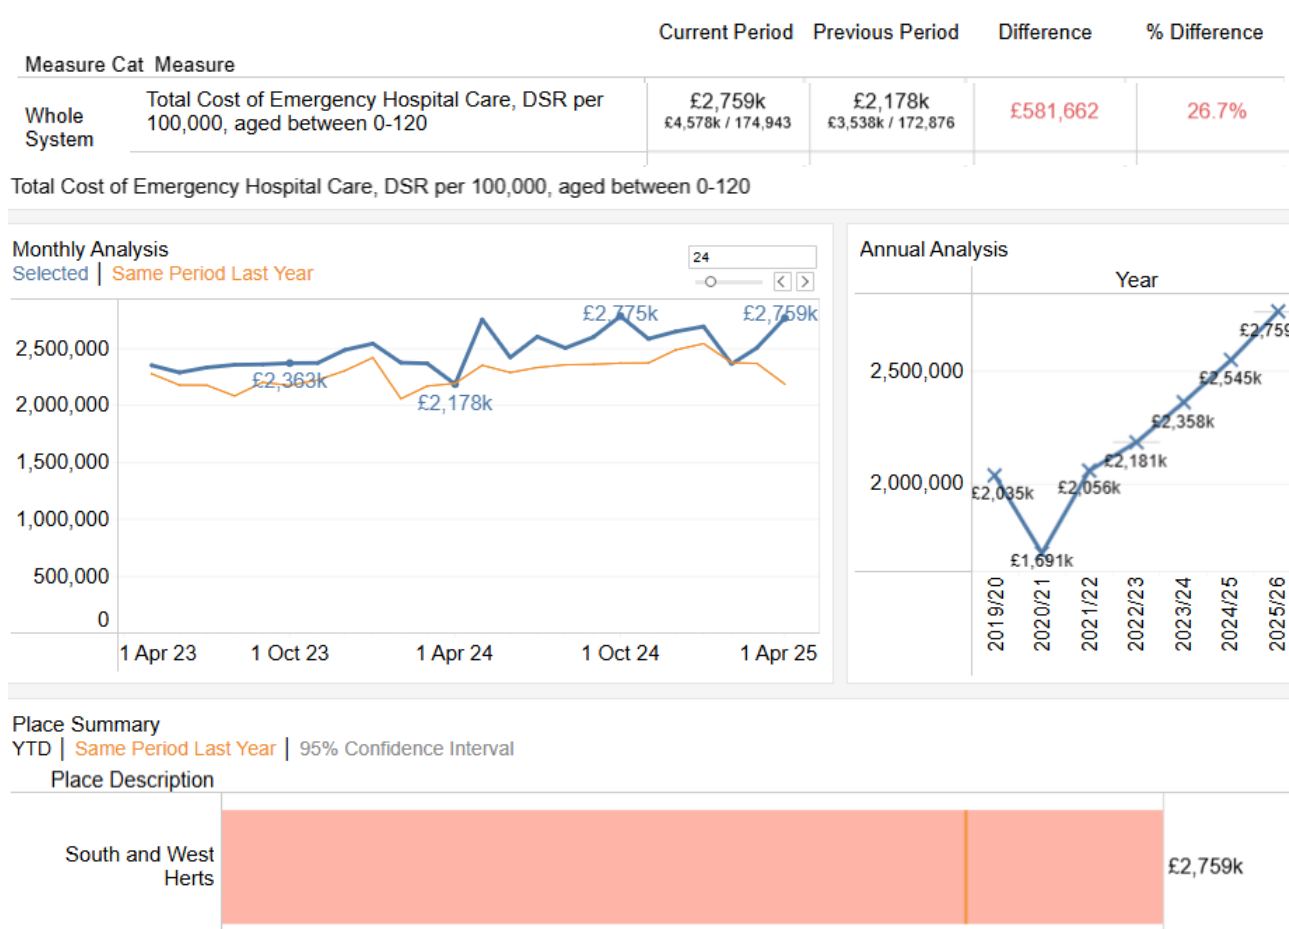 Current Period Previous Period Difference % Difference
Measure Cat Measure
Whole System
Total Cost of Emergency Hospital Care, DSR per
100,000, aged between 0-120
£2,759k
£4,578k / 174,943
£2,178k
£3,538k / 172,876
£581,662
26.7%
Total Cost of Emergency Hospital Care, DSR per 100,000, aged between 0-120
Monthly Analysis
Selected | Same Period Last Year
24
< >
2,500,000
2,000,000
1,500,000
1,000,000
500,000
0
£2,363k
£2,178k
£2,775k
£2,759k
1 Apr 23 1 Oct 23 1 Apr 24 1 Oct 24 1 Apr 25
Annual Analysis
Year
2,500,000
2,000,000
£2,035k
£1,691k
£2,056k
£2,181k
£2,358k
£2,545k
£2,759
2019/20
2020/21
2021/22
2022/23
2023/24
2024/25
2025/26
Place Summary
YTD | Same Period Last Year | 95% Confidence Interval
Place Description
South and West
Herts
£2,759k